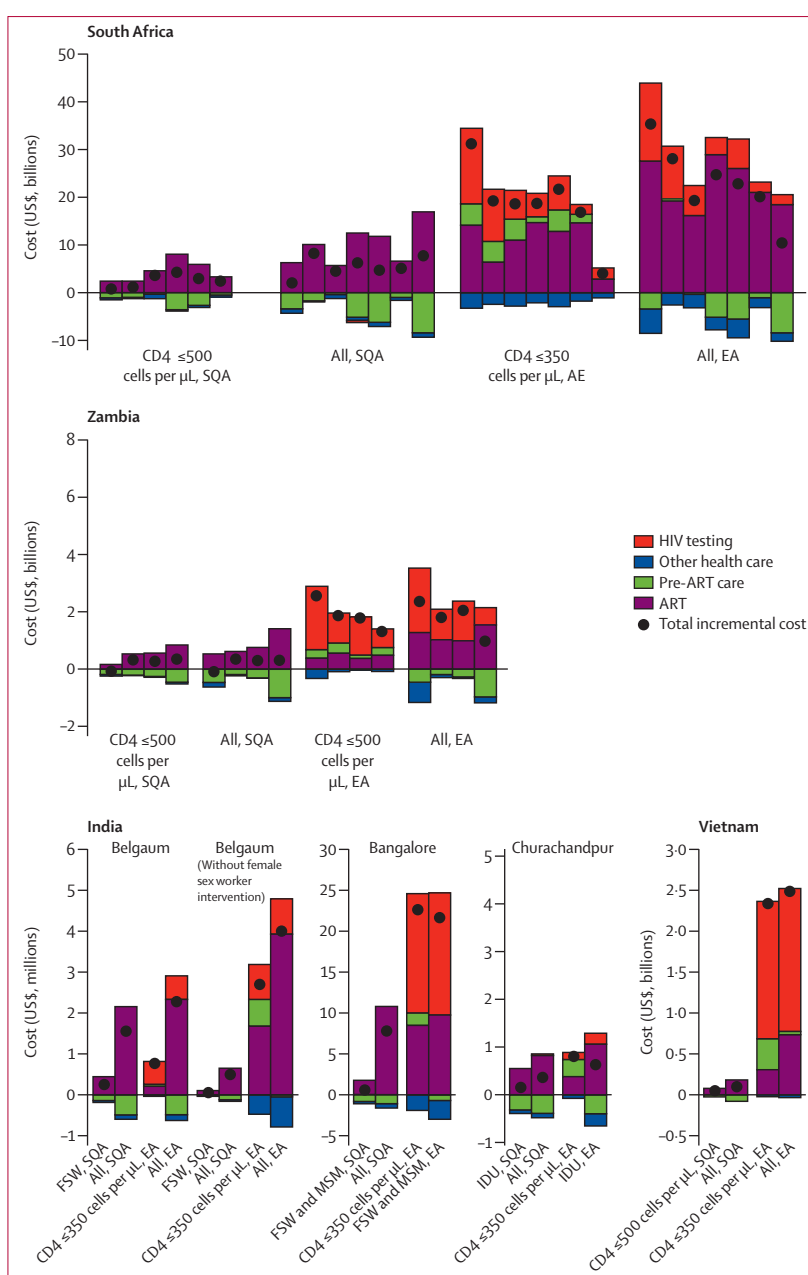 South Africa
50
40
30
20
10
0
–10
Cost (US$, billions)
CD4 ≤500
cells per µL, SQA
All, SQA
CD4 ≤350
cells per µL, AE
All, EA
Zambia
8
6
4
2
0
–2
Cost (US$, billions)
CD4 ≤500
cells per
µL, SQA
All, SQA
CD4 ≤500
cells per
µL, EA
All, EA
HIV testing
Other health care
Pre-ART care
ART
Total incremental cost
India
Belgaum
6
5
4
3
2
1
0
–1
Cost (US$, millions)
FSW, SQA
All, SQA
CD4 ≤350 cells per µL, EA
All, EA
Belgaum
(Without female
sex worker
intervention)
FSW, SQA
All, SQA
CD4 ≤350 cells per µL, EA
All, EA
Bangalore
30
25
20
15
10
5
0
–5
FSW and MSM, SQA
All, SQA
CD4 ≤350 cells per µL, EA
FSW and MSM, EA
Churachandpur
5
4
3
2
1
0
–1
IDU, SQA
All, SQA
CD4 ≤350 cells per µL, EA
IDU, EA
Vietnam
3·0
2·5
2·0
1·5
1·0
0·5
0
–0·5
Cost (US$, billions)
CD4 ≤500 cells per µL, SQA
All, SQA
CD4 ≤350 cells per µL, EA
All, EA